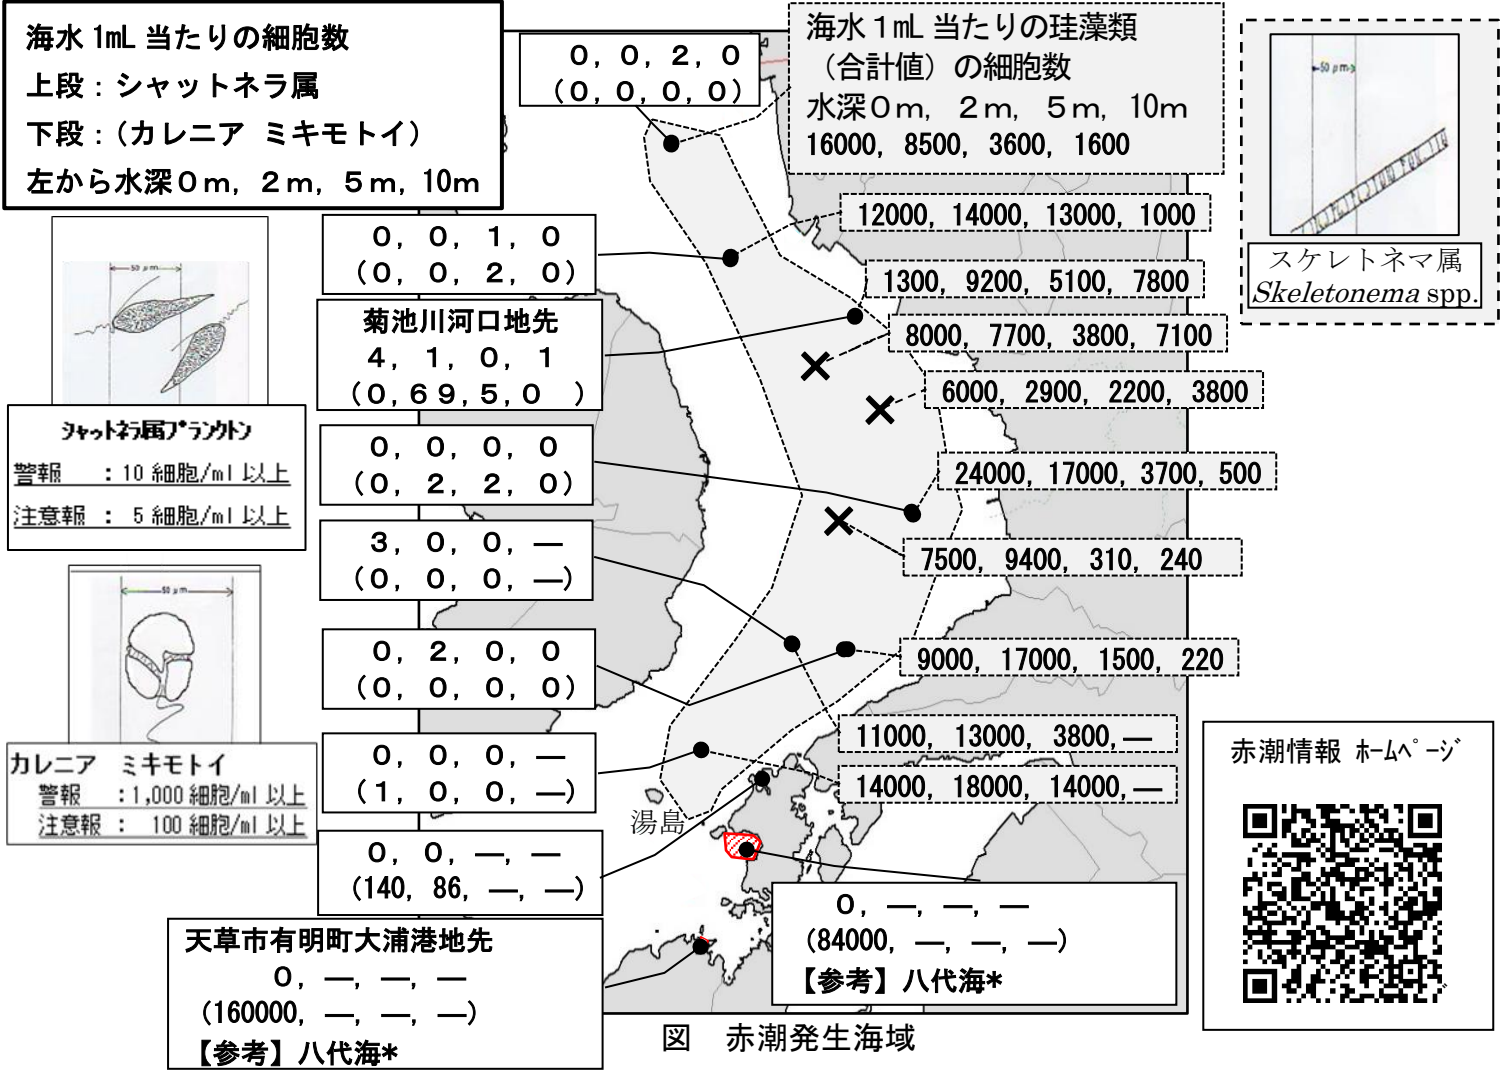 海水 1mL 当たりの細胞数
上段：シャットネラ属
下段：（カレニア ミキモトイ）
左から水深０m, ２m, ５m, 10m
0, 0, 2, 0
(0, 0, 0, 0)
海水１mL 当たりの珪藻類
（合計値）の細胞数
水深０m, ２m, ５m, 10m
16000, 8500, 3600, 1600
50 μm
スケレトネマ属
Skeletonema spp.
12000, 14000, 13000, 1000
0, 0, 1, 0
(0, 0, 2, 0)
1300, 9200, 5100, 7800
菊池川河口地先
4, 1, 0, 1
(0,69,5,0 )
8000, 7700, 3800, 7100
6000, 2900, 2200, 3800
50 μm
シャットネラ属プランクトン
警報 ：10 細胞/ml 以上
注意報 ： 5 細胞/ml 以上
0, 0, 0, 0
(0, 2, 2, 0)
24000, 17000, 3700, 500
3, 0, 0, ―
(0, 0, 0, ―)
7500, 9400, 310, 240
50 μm
カレニア ミキモトイ
警報 ：1,000 細胞/ml 以上
注意報 ： 100 細胞/ml 以上
0, 2, 0, 0
(0, 0, 0, 0)
9000, 17000, 1500, 220
11000, 13000, 3800, ―
0, 0, 0, ―
(1, 0, 0, ―)
14000, 18000, 14000, ―
湯島
0, 0, ―, ―
(140, 86, ―, ―)
0, ―, ―, ―
(84000, ―, ―, ―)
【参考】八代海*
天草市有明町大浦港地先
0, ―, ―, ―
(160000, ―, ―, ―)
【参考】八代海*
赤潮情報 ホームページ
図 赤潮発生海域